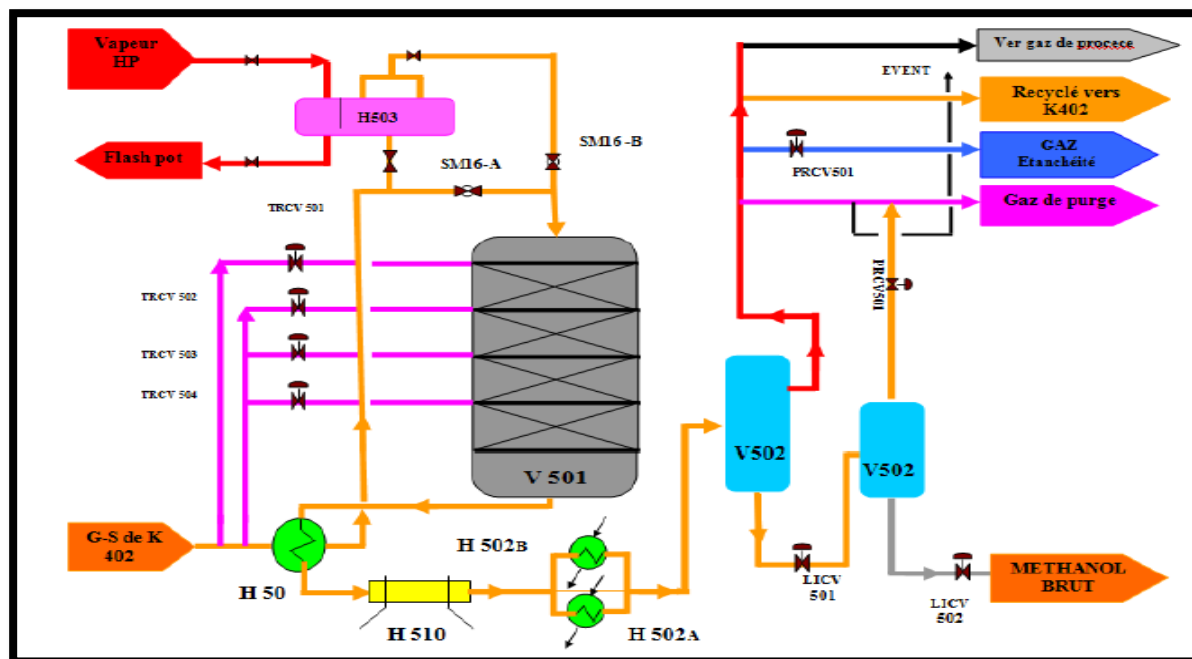 Vapeur
HP
Flash pot
H503
SM16-A
SM16 -B
TRCV 501
TRCV 502
TRCV 503
TRCV 504
V 501
G-S de K
402
H 50
H 510
H 502B
H 502A
V502
LICV
501
V502
LICV
502
PRCV501
EVENT
PRCV501
Ver gaz de procece
Recyclé vers
K402
GAZ
Etanchéité
Gaz de purge
METHANOL
BRUT